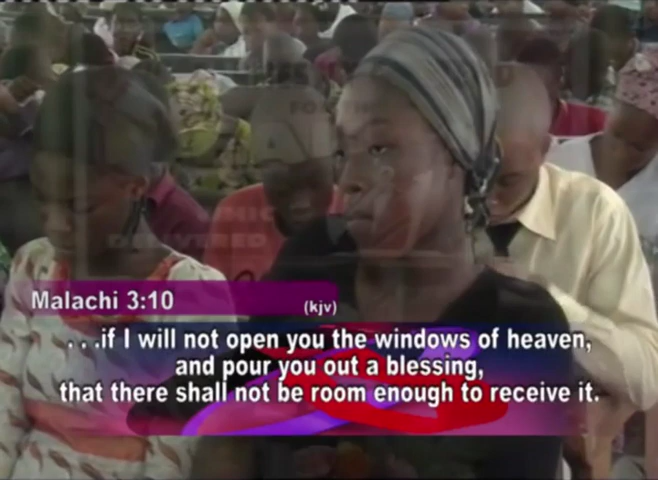 Malachi 3:10
(kjv)
. . .if I will not open you the windows of heaven,
and pour you out a blessing,
that there shall not be room enough to receive it.
DELIVERED